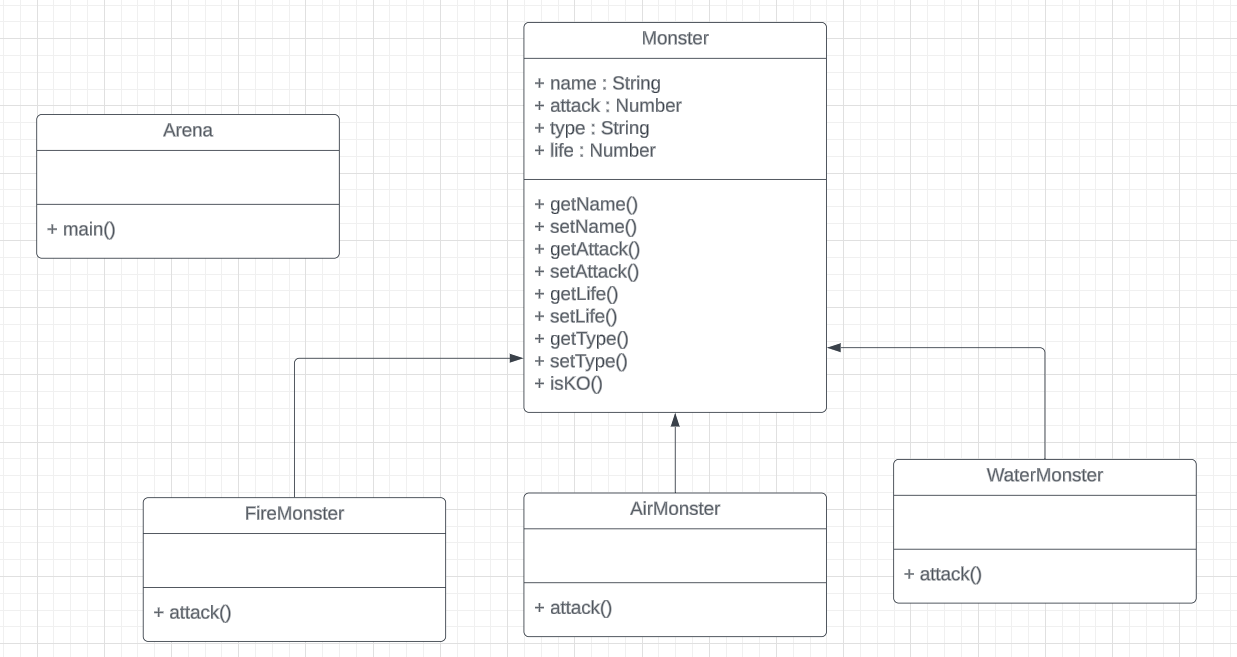 Monster
+ name : String
+ attack : Number
+ type : String
+ life : Number
+ getName()
+ setName()
+ getAttack()
+ setAttack()
+ getLife()
+ setLife()
+ getType()
+ setType()
+ isKO()
Arena
+ main()
FireMonster
+ attack()
AirMonster
+ attack()
WaterMonster
+ attack()